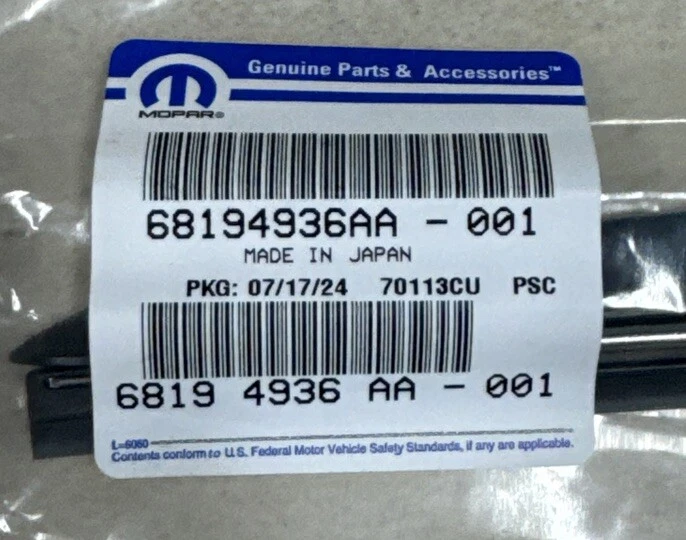 Genuine Parts & Accessories™
MOPAR®
68194936AA - 001
MADE IN JAPAN
PKG: 07/17/24 70113CU PSC
6819 4936 AA - 001
L-6060
Contents conform to U.S. Federal Motor Vehicle Safety Standards, if any are applicable.